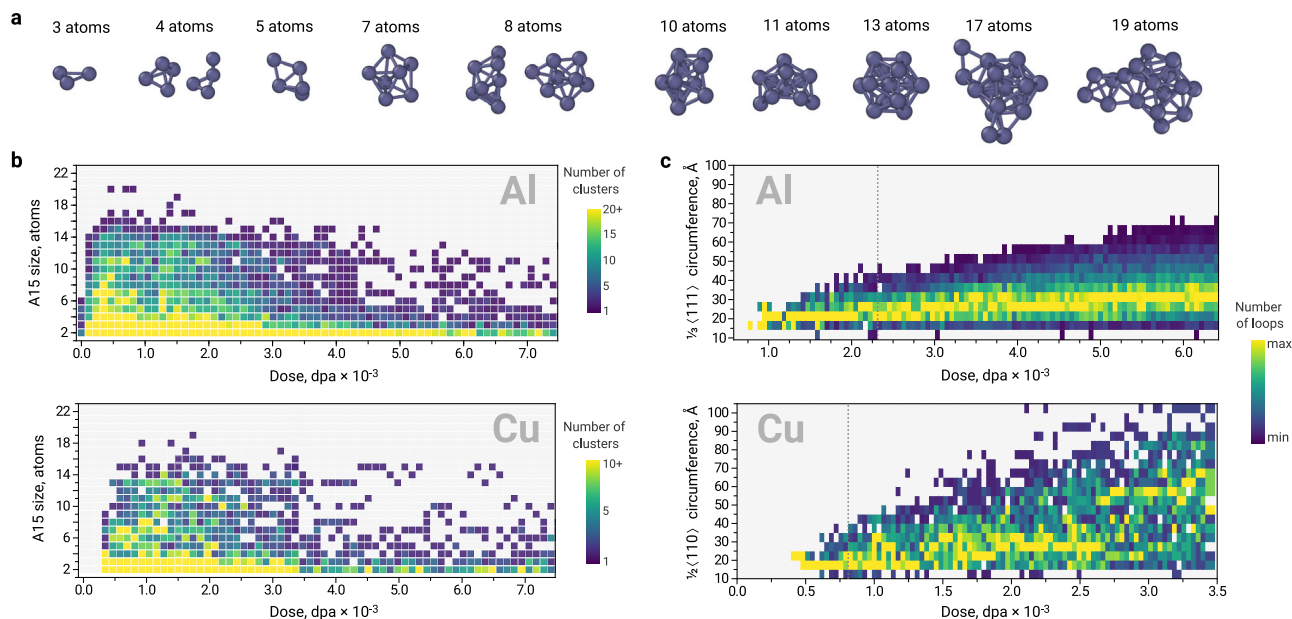 a
3 atoms 4 atoms 5 atoms 7 atoms 8 atoms 10 atoms 11 atoms 13 atoms 17 atoms 19 atoms
b
Al
A15 size, atoms
22
18
14
10
6
2
0.0 1.0 2.0 3.0 4.0 5.0 6.0 7.0
Dose, dpa × 10⁻³
Number of
clusters
20+
15
10
5
1
Cu
A15 size, atoms
22
18
14
10
6
2
0.0 1.0 2.0 3.0 4.0 5.0 6.0 7.0
Dose, dpa × 10⁻³
Number of
clusters
10+
5
1
c
Al
⅓⟨111⟩ circumference, Å
100
90
80
70
60
50
40
30
20
10
1.0 2.0 3.0 4.0 5.0 6.0
Dose, dpa × 10⁻³
Cu
½⟨110⟩ circumference, Å
100
90
80
70
60
50
40
30
20
10
0.0 0.5 1.0 1.5 2.0 2.5 3.0 3.5
Dose, dpa × 10⁻³
Number
of loops
max
min